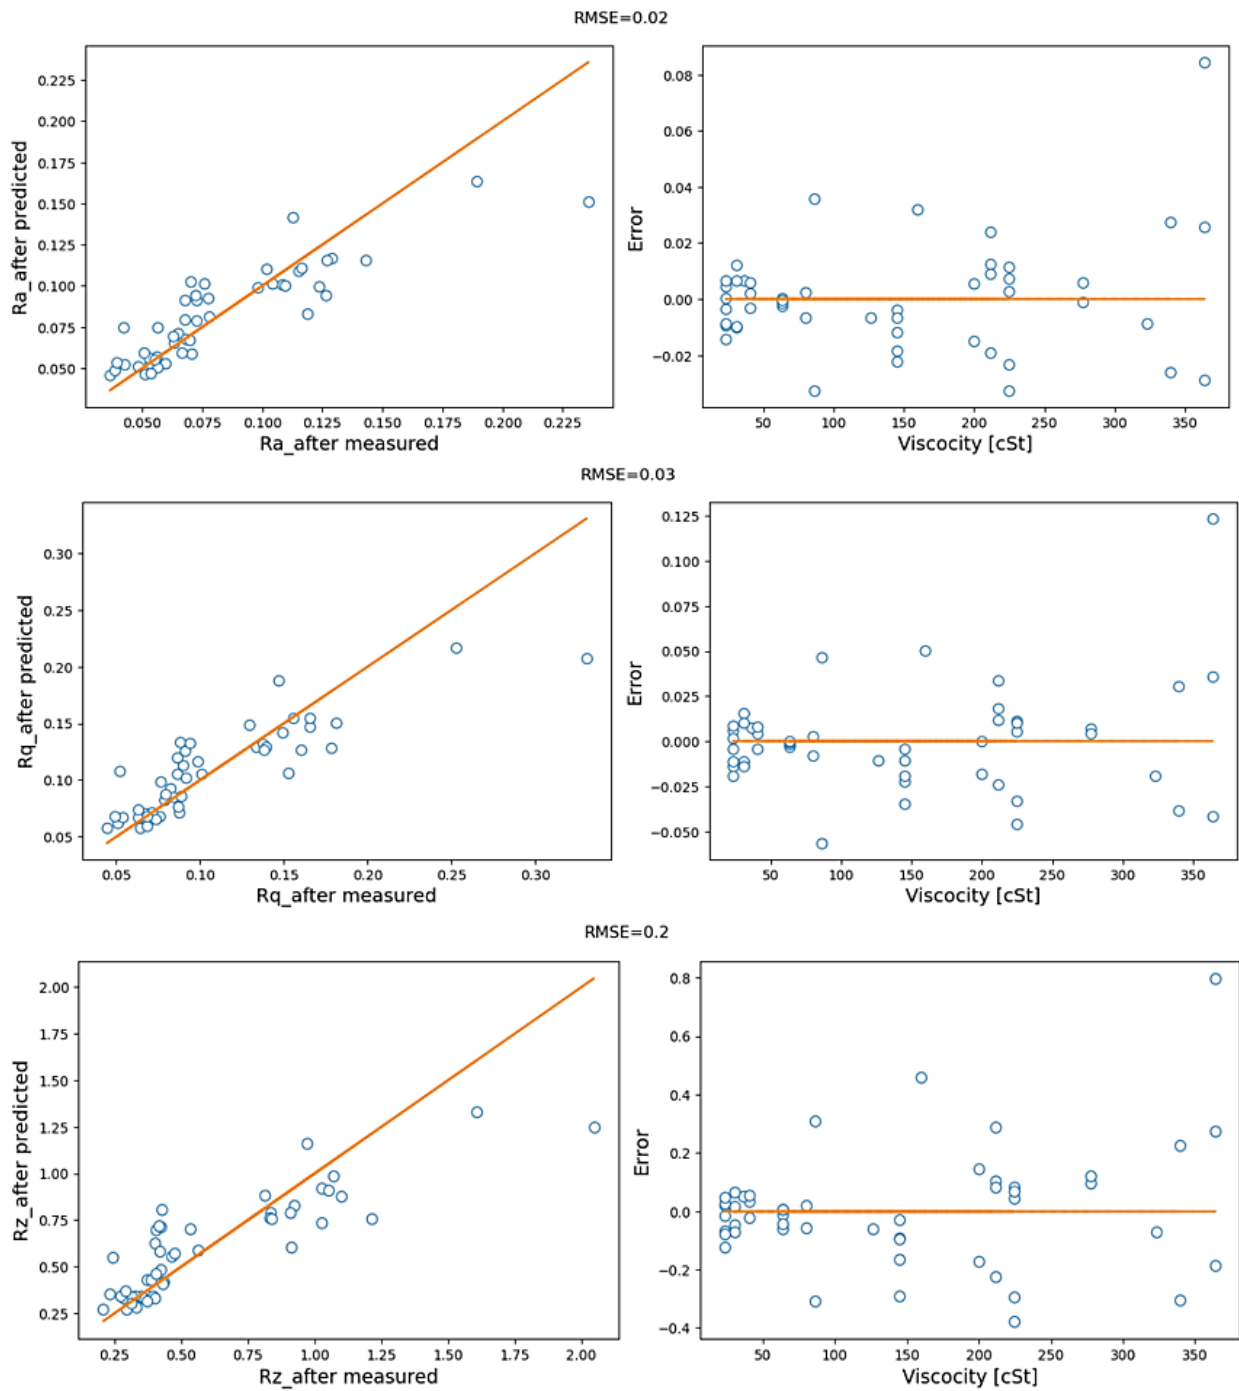 RMSE=0.02
Ra_after predicted
0.225
0.200
0.175
0.150
0.125
0.100
0.075
0.050
0.050 0.075 0.100 0.125 0.150 0.175 0.200 0.225
Ra_after measured
Error
0.08
0.06
0.04
0.02
0.00
−0.02
50 100 150 200 250 300 350
Viscocity [cSt]
RMSE=0.03
Rq_after predicted
0.30
0.25
0.20
0.15
0.10
0.05
0.05 0.10 0.15 0.20 0.25 0.30
Rq_after measured
Error
0.125
0.100
0.075
0.050
0.025
0.000
−0.025
−0.050
50 100 150 200 250 300 350
Viscocity [cSt]
RMSE=0.2
Rz_after predicted
2.00
1.75
1.50
1.25
1.00
0.75
0.50
0.25
0.25 0.50 0.75 1.00 1.25 1.50 1.75 2.00
Rz_after measured
Error
0.8
0.6
0.4
0.2
0.0
−0.2
−0.4
50 100 150 200 250 300 350
Viscocity [cSt]